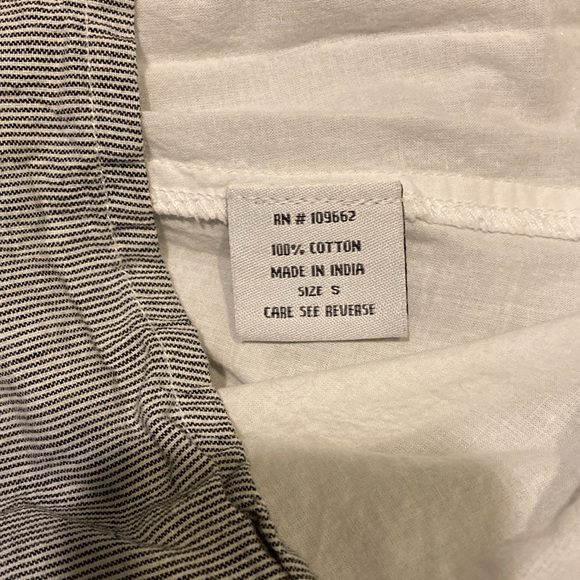 RN # 109662
100% COTTON
MADE IN INDIA
SIZE S
CARE SEE REVERSE